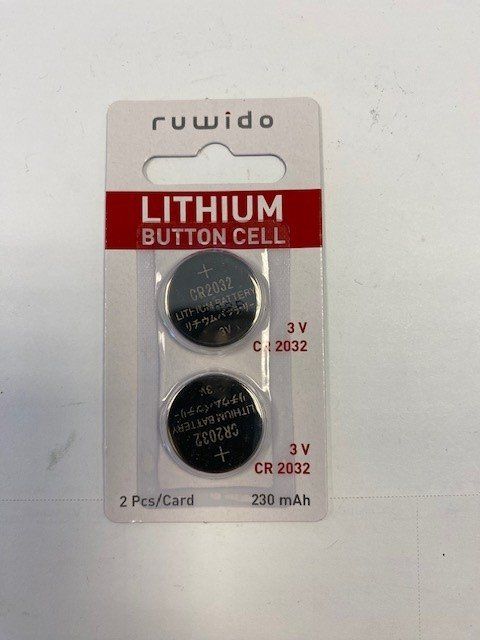 ruwido
LITHIUM
BUTTON CELL
+
CR2032
LITHIUM BATTERY
リチウムバッテリー
3V
3 V
CR 2032
+
CR2032
LITHIUM BATTERY
リチウムバッテリー
3V
3 V
CR 2032
2 Pcs/Card
230 mAh